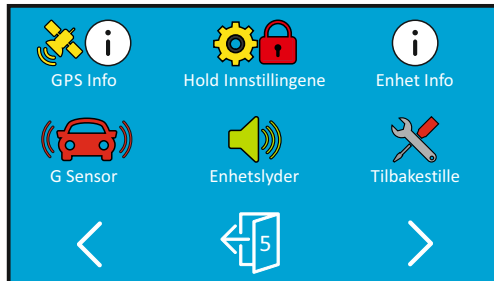 GPS Info
Hold Innstillingene
Enhet Info
G Sensor
Enhetslyder
Tilbakestille
5